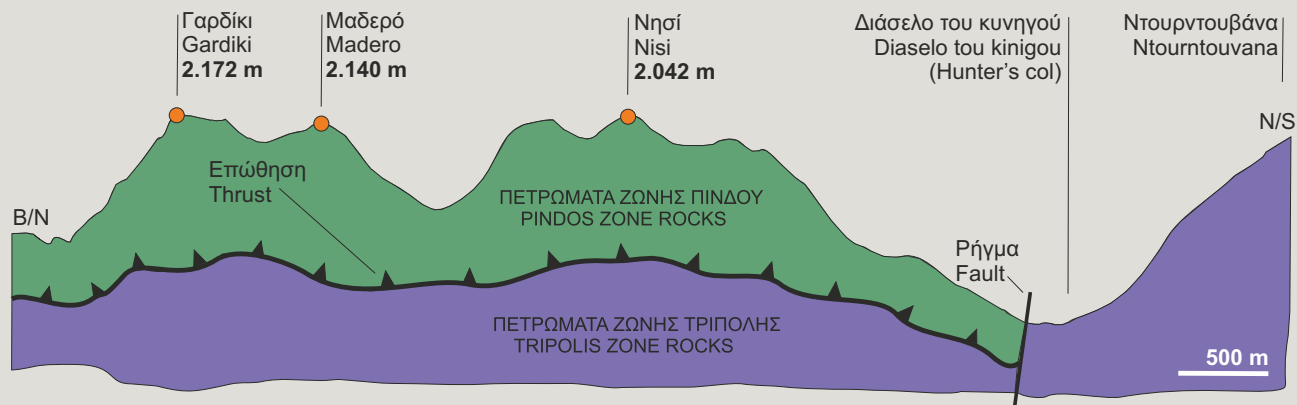 Γαρδίκι
Gardiki
2.172 m
Μαδερό
Madero
2.140 m
Νησί
Nisi
2.042 m
Διάσελο του κυνηγού
Diaselo tou kinigou
(Hunter's col)
Ντουρντουβάνα
Ntourntouvana
B/N
N/S
Επώθηση
Thrust
ΠΕΤΡΩΜΑΤΑ ΖΩΝΗΣ ΠΙΝΔΟΥ
PINDOS ZONE ROCKS
Ρήγμα
Fault
ΠΕΤΡΩΜΑΤΑ ΖΩΝΗΣ ΤΡΙΠΟΛΗΣ
TRIPOLIS ZONE ROCKS
500 m